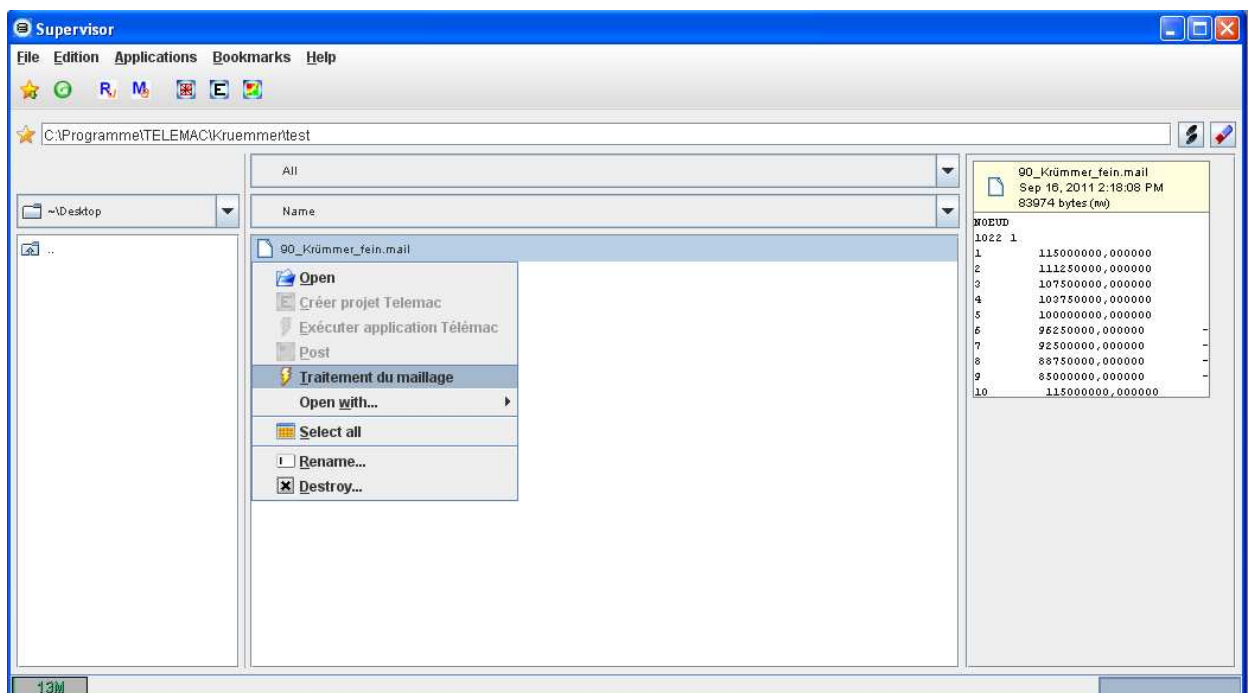 Supervisor
File Edition Applications Bookmarks Help
C:\Programme\TELEMAC\Kruemmer\test
All
~\Desktop
Name
..
90_Krümmer_fein.mail
Open
Créer projet Telemac
Exécuter application Télémac
Post
Traitement du maillage
Open with...
Select all
Rename...
Destroy...
90_Krümmer_fein.mail
Sep 16, 2011 2:18:08 PM
83974 bytes (rw)
NOEUD
1022 1
1 115000000,000000
2 111250000,000000
3 107500000,000000
4 103750000,000000
5 100000000,000000
6 96250000,000000 -
7 92500000,000000 -
8 88750000,000000 -
9 85000000,000000 -
10 115000000,000000
13M